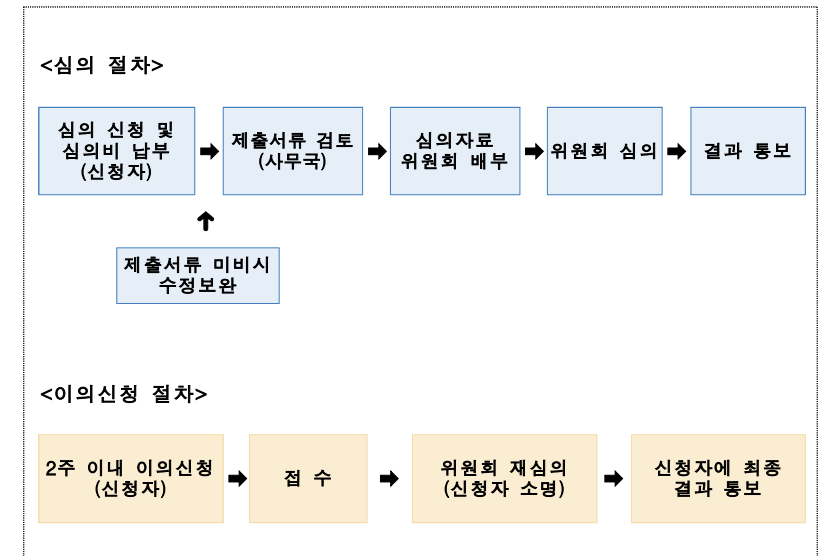 <심의 절차>
심의 신청 및
심의비 납부
(신청자)
제출서류 검토
(사무국)
심의자료
위원회 배부
위원회 심의
결과 통보
제출서류 미비시
수정보완
<이의신청 절차>
2주 이내 이의신청
(신청자)
접 수
위원회 재심의
(신청자 소명)
신청자에 최종
결과 통보